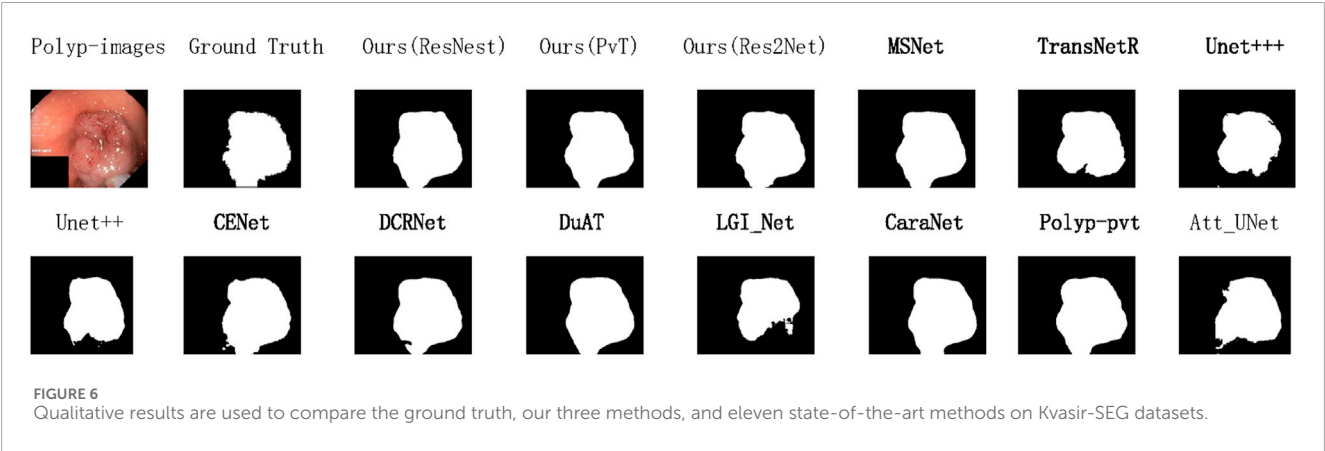 Polyp-images Ground Truth Ours(ResNest) Ours(PvT) Ours(Res2Net) MSNet TransNetR Unet+++
Unet++ CENet DCRNet DuAT LGI_Net CaraNet Polyp-pvt Att_UNet
FIGURE 6
Qualitative results are used to compare the ground truth, our three methods, and eleven state-of-the-art methods on Kvasir-SEG datasets.